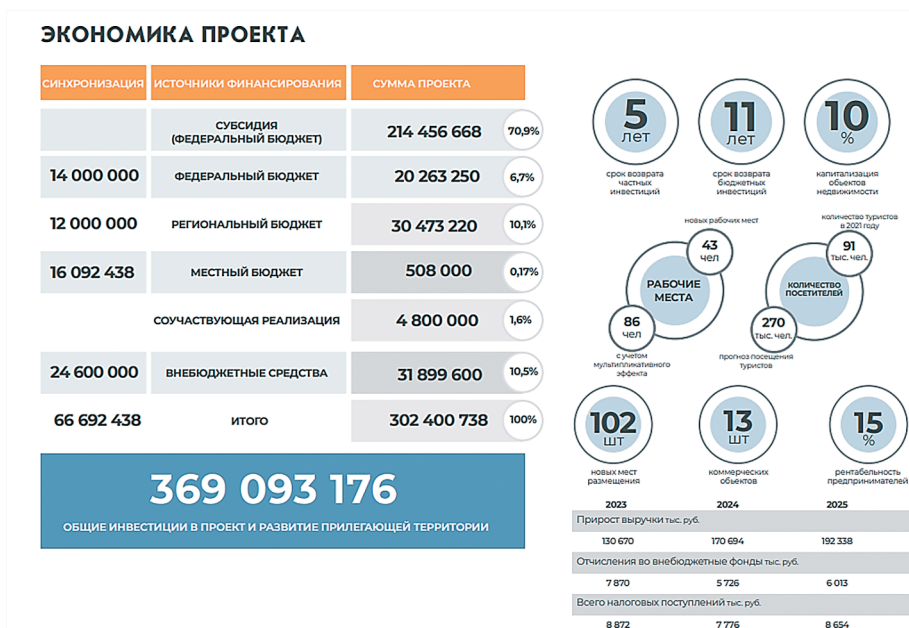 ЭКОНОМИКА ПРОЕКТА
СИНХРОНИЗАЦИЯ ИСТОЧНИКИ ФИНАНСИРОВАНИЯ СУММА ПРОЕКТА
СУБСИДИЯ
(ФЕДЕРАЛЬНЫЙ БЮДЖЕТ) 214 456 668 70,9%
14 000 000 ФЕДЕРАЛЬНЫЙ БЮДЖЕТ 20 263 250 6,7%
12 000 000 РЕГИОНАЛЬНЫЙ БЮДЖЕТ 30 473 220 10,1%
16 092 438 МЕСТНЫЙ БЮДЖЕТ 508 000 0,17%
СОУЧАСТВУЮЩАЯ РЕАЛИЗАЦИЯ 4 800 000 1,6%
24 600 000 ВНЕБЮДЖЕТНЫЕ СРЕДСТВА 31 899 600 10,5%
66 692 438 ИТОГО 302 400 738 100%
369 093 176
ОБЩИЕ ИНВЕСТИЦИИ В ПРОЕКТ И РАЗВИТИЕ ПРИЛЕГАЮЩЕЙ ТЕРРИТОРИИ
5
лет
срок возврата
частных
инвестиций
11
лет
срок возврата
бюджетных
инвестиций
10
%
капитализация
объектов
недвижимости
новых рабочих мест
43
чел
РАБОЧИЕ
МЕСТА
86
чел
с учетом
мультипликативного
эффекта
количество туристов
в 2021 году
91
тыс. чел.
КОЛИЧЕСТВО
ПОСЕТИТЕЛЕЙ
270
тыс. чел.
прогноз посещения
туристов
102
шт
новых мест
размещения
13
шт
коммерческих
объектов
15
%
рентабельность
предпринимателей
2023 2024 2025
Прирост выручки тыс. руб.
130 670 170 694 192 338
Отчисления во внебюджетные фонды тыс. руб.
7 870 5 726 6 013
Всего налоговых поступлений тыс. руб.
8 872 7 776 8 654